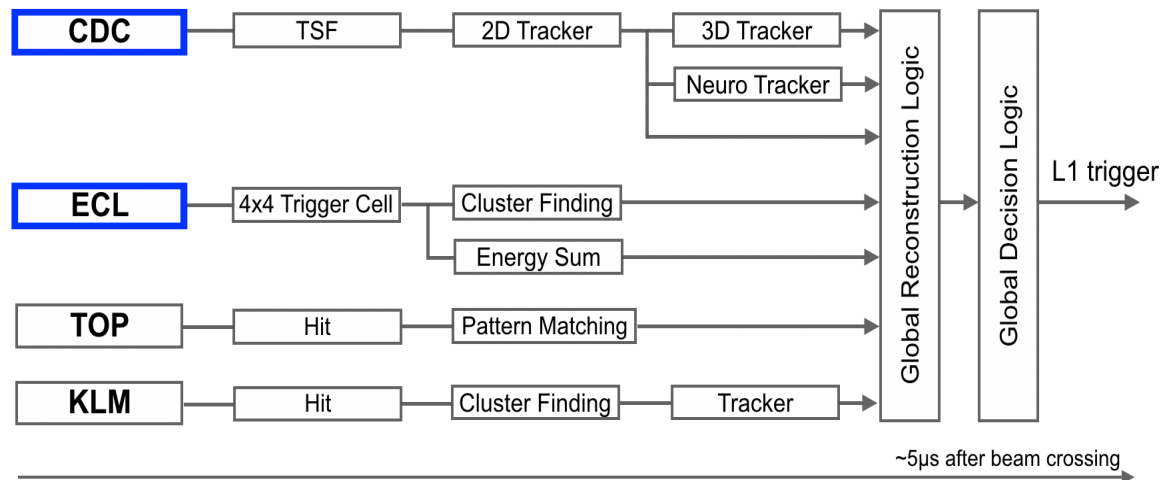 CDC
TSF
2D Tracker
3D Tracker
Neuro Tracker
ECL
4x4 Trigger Cell
Cluster Finding
Energy Sum
TOP
Hit
Pattern Matching
KLM
Hit
Cluster Finding
Tracker
Global Reconstruction Logic
Global Decision Logic
L1 trigger
~5μs after beam crossing